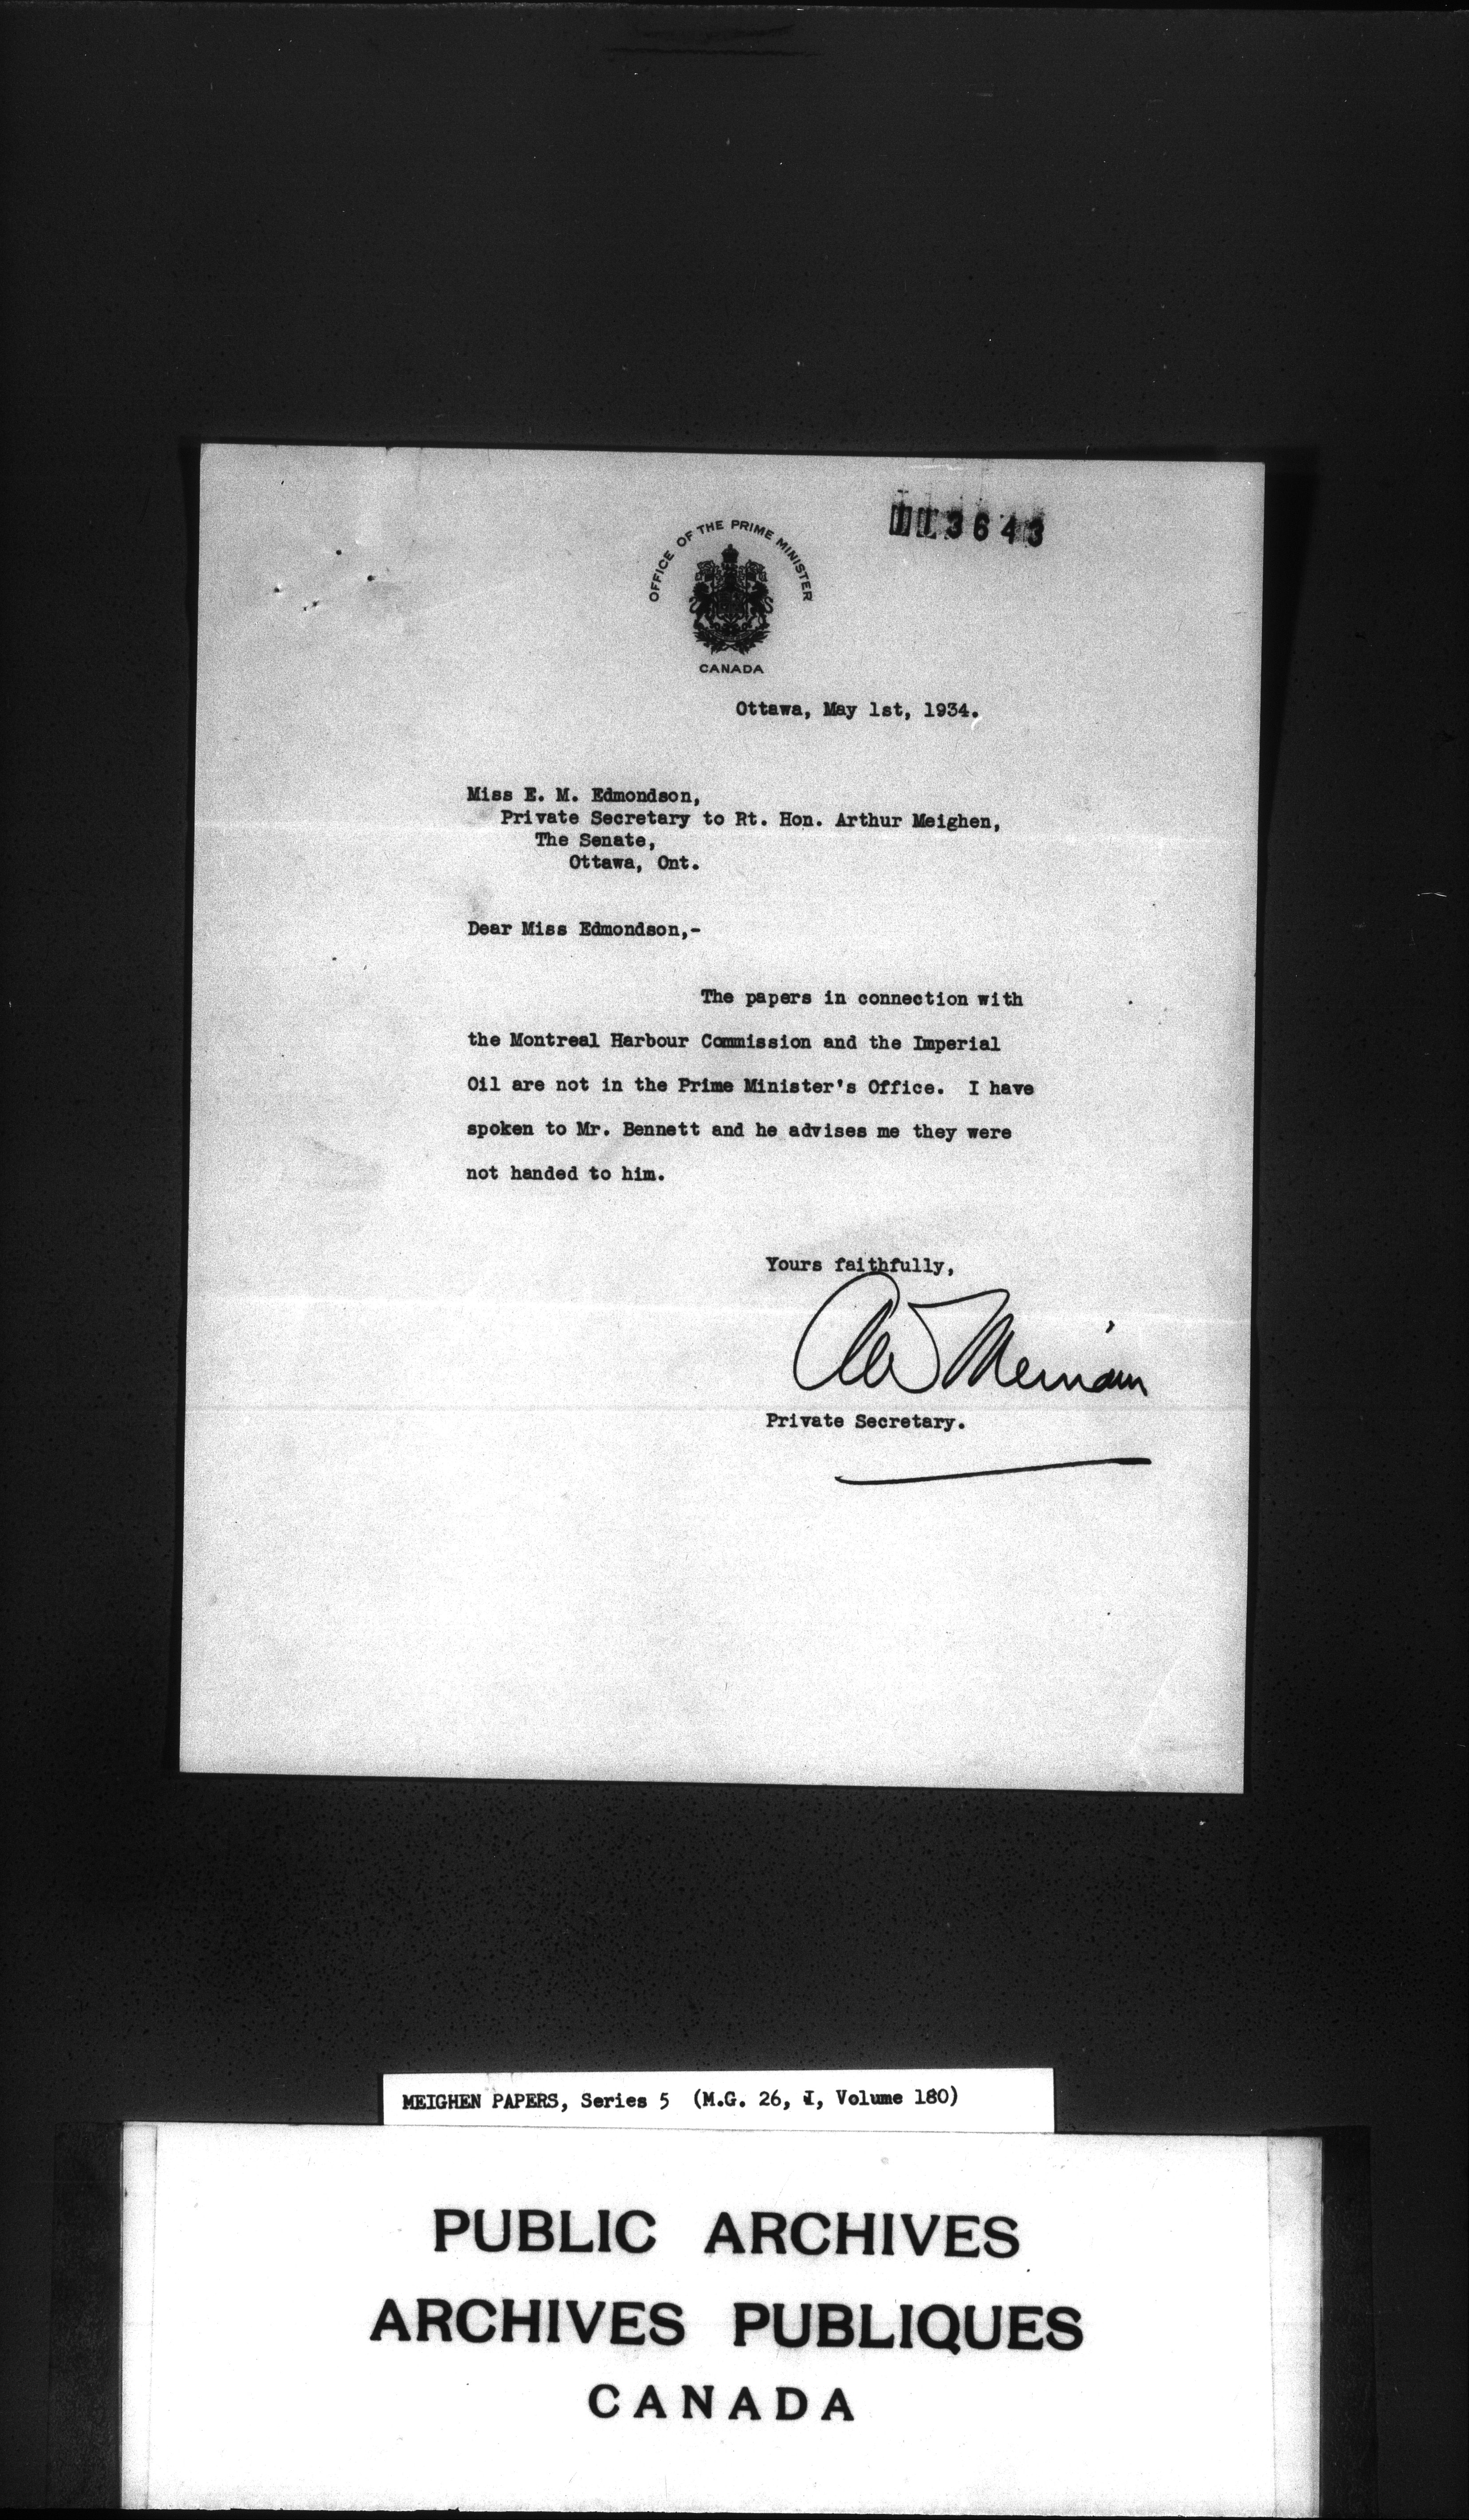 113643
OFFICE OF THE PRIME MINISTER
CANADA
Ottawa, May 1st, 1934.
Miss E. M. Edmondson,
Private Secretary to Rt. Hon. Arthur Meighen,
The Senate,
Ottawa, Ont.
Dear Miss Edmondson,-
The papers in connection with
the Montreal Harbour Commission and the Imperial
Oil are not in the Prime Minister's Office. I have
spoken to Mr. Bennett and he advises me they were
not handed to him.
Yours faithfully,
Merriam
Private Secretary.
MEIGHEN PAPERS, Series 5 (M.G. 26, I, Volume 180)
PUBLIC ARCHIVES
ARCHIVES PUBLIQUES
CANADA